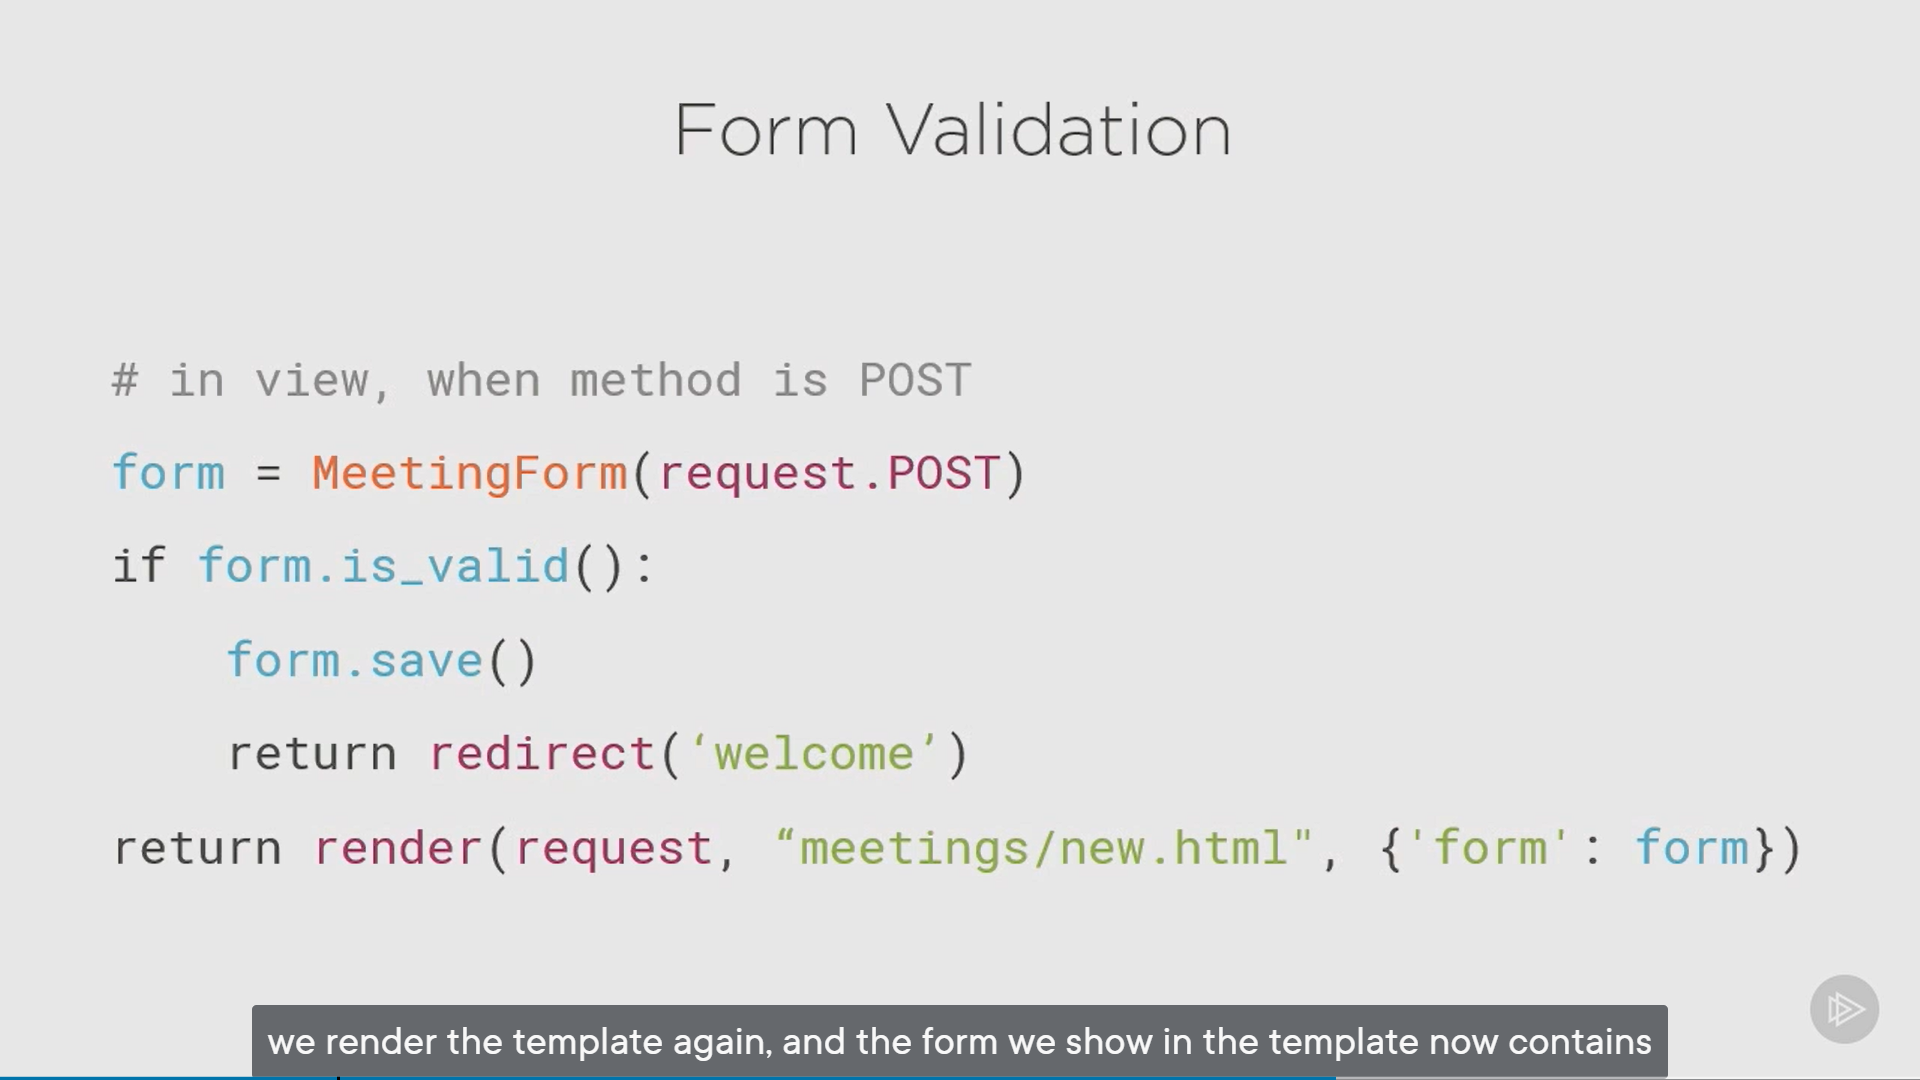 Form Validation
# in view, when method is POST
form = MeetingForm(request.POST)
if form.is_valid():
form.save()
return redirect(‘welcome’)
return render(request, “meetings/new.html", {'form': form})
we render the template again, and the form we show in the template now contains